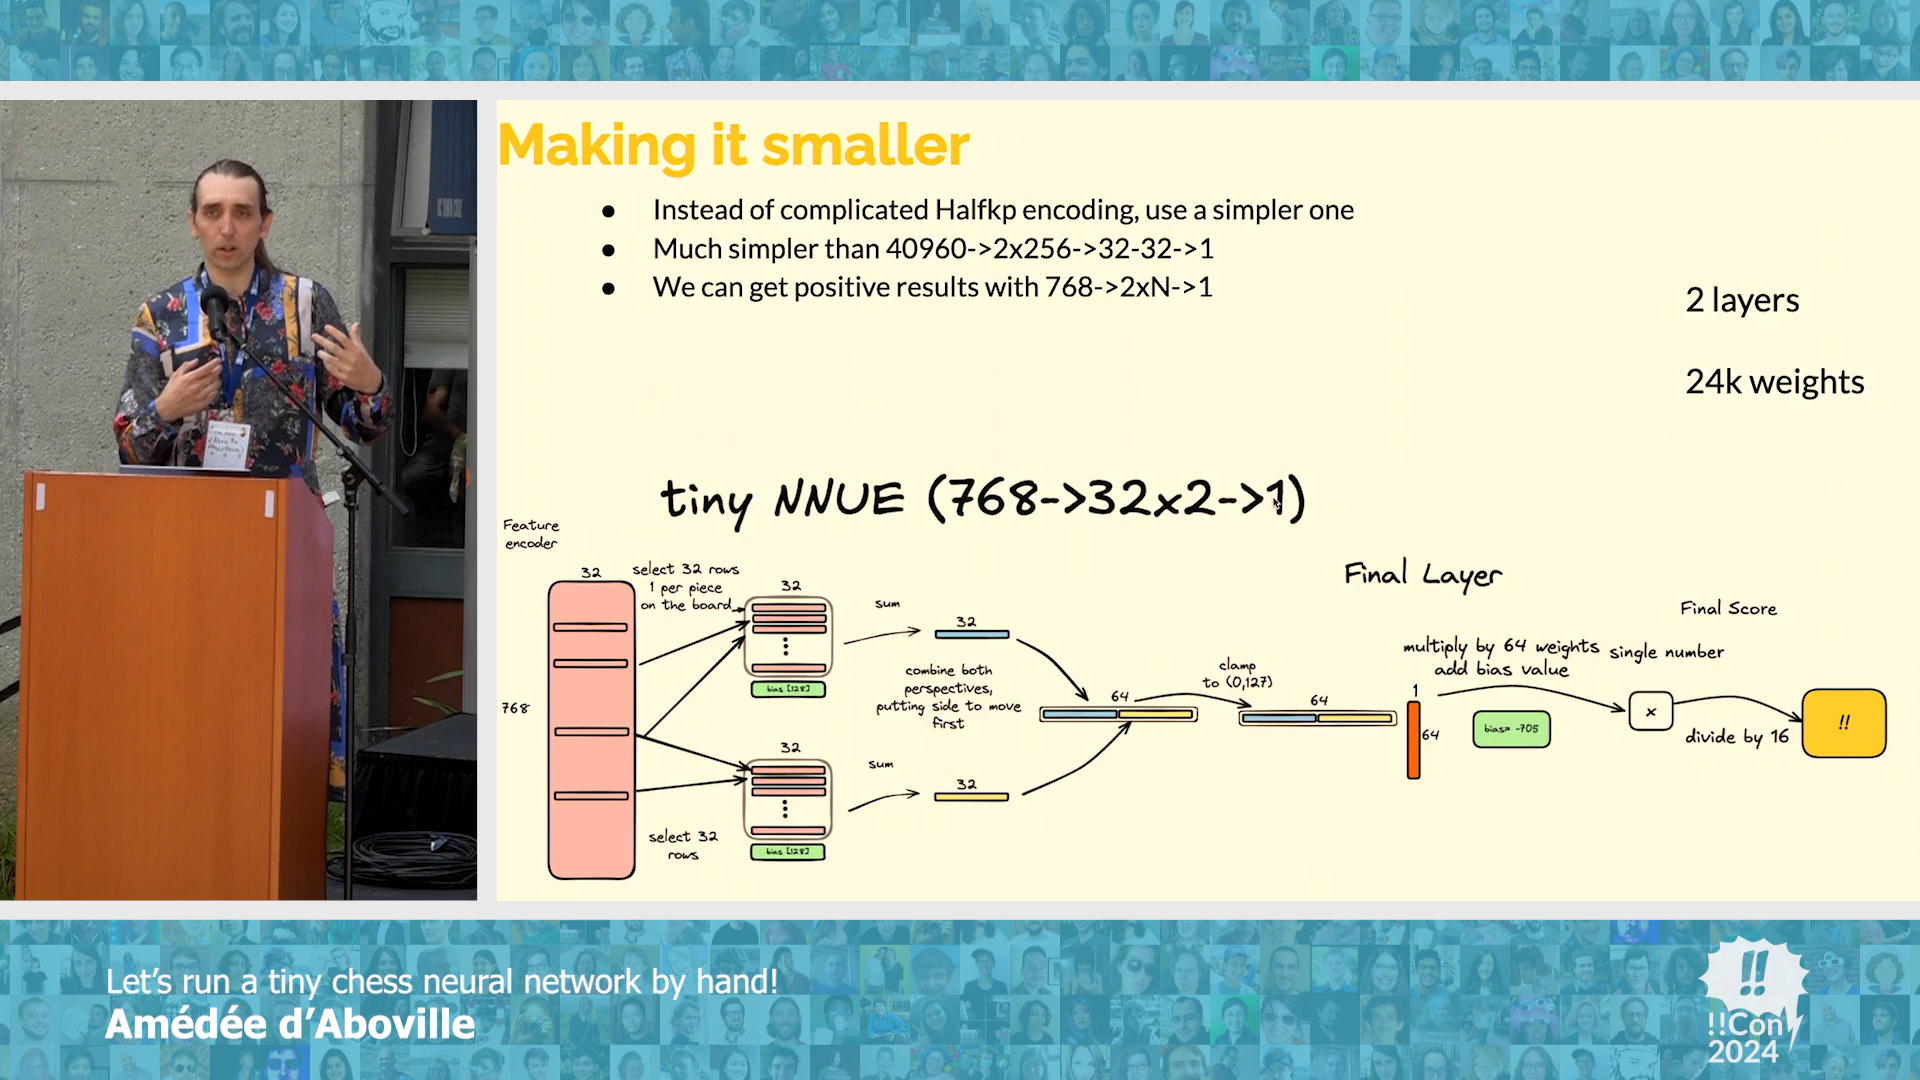 Making it smaller
● Instead of complicated Halfkp encoding, use a simpler one
● Much simpler than 40960->2x256->32-32->1
● We can get positive results with 768->2xN->1
2 layers
24k weights
tiny NNUE (768->32x2->1)
Feature
encoder
32
768
select 32 rows
1 per piece
on the board
32
bias [128]
sum
32
combine both
perspectives,
putting side to move
first
select 32
rows
32
bias [128]
sum
32
64
clamp
to (0,127)
64
Final Layer
1
64
multiply by 64 weights
add bias value
bias= -705
x
single number
divide by 16
Final Score
!!
Let's run a tiny chess neural network by hand!
Amédée d'Aboville
!!
!!Con
2024